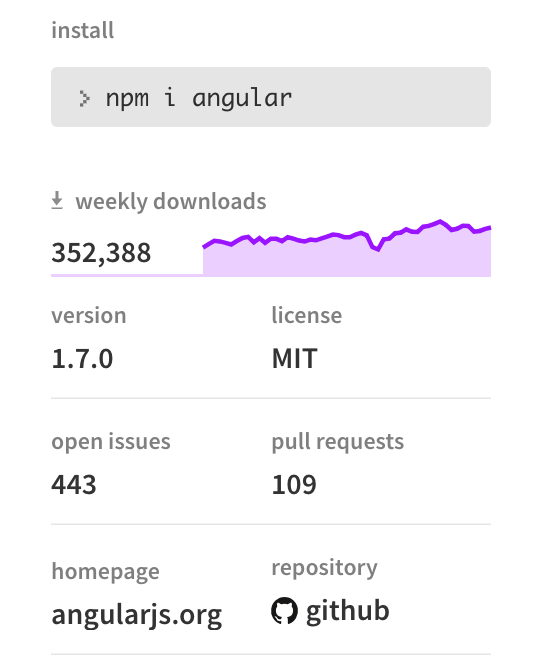 install
> npm i angular
weekly downloads
352,388
version
license
1.7.0
MIT
open issues
pull requests
443
109
homepage
repository
angularjs.org
github